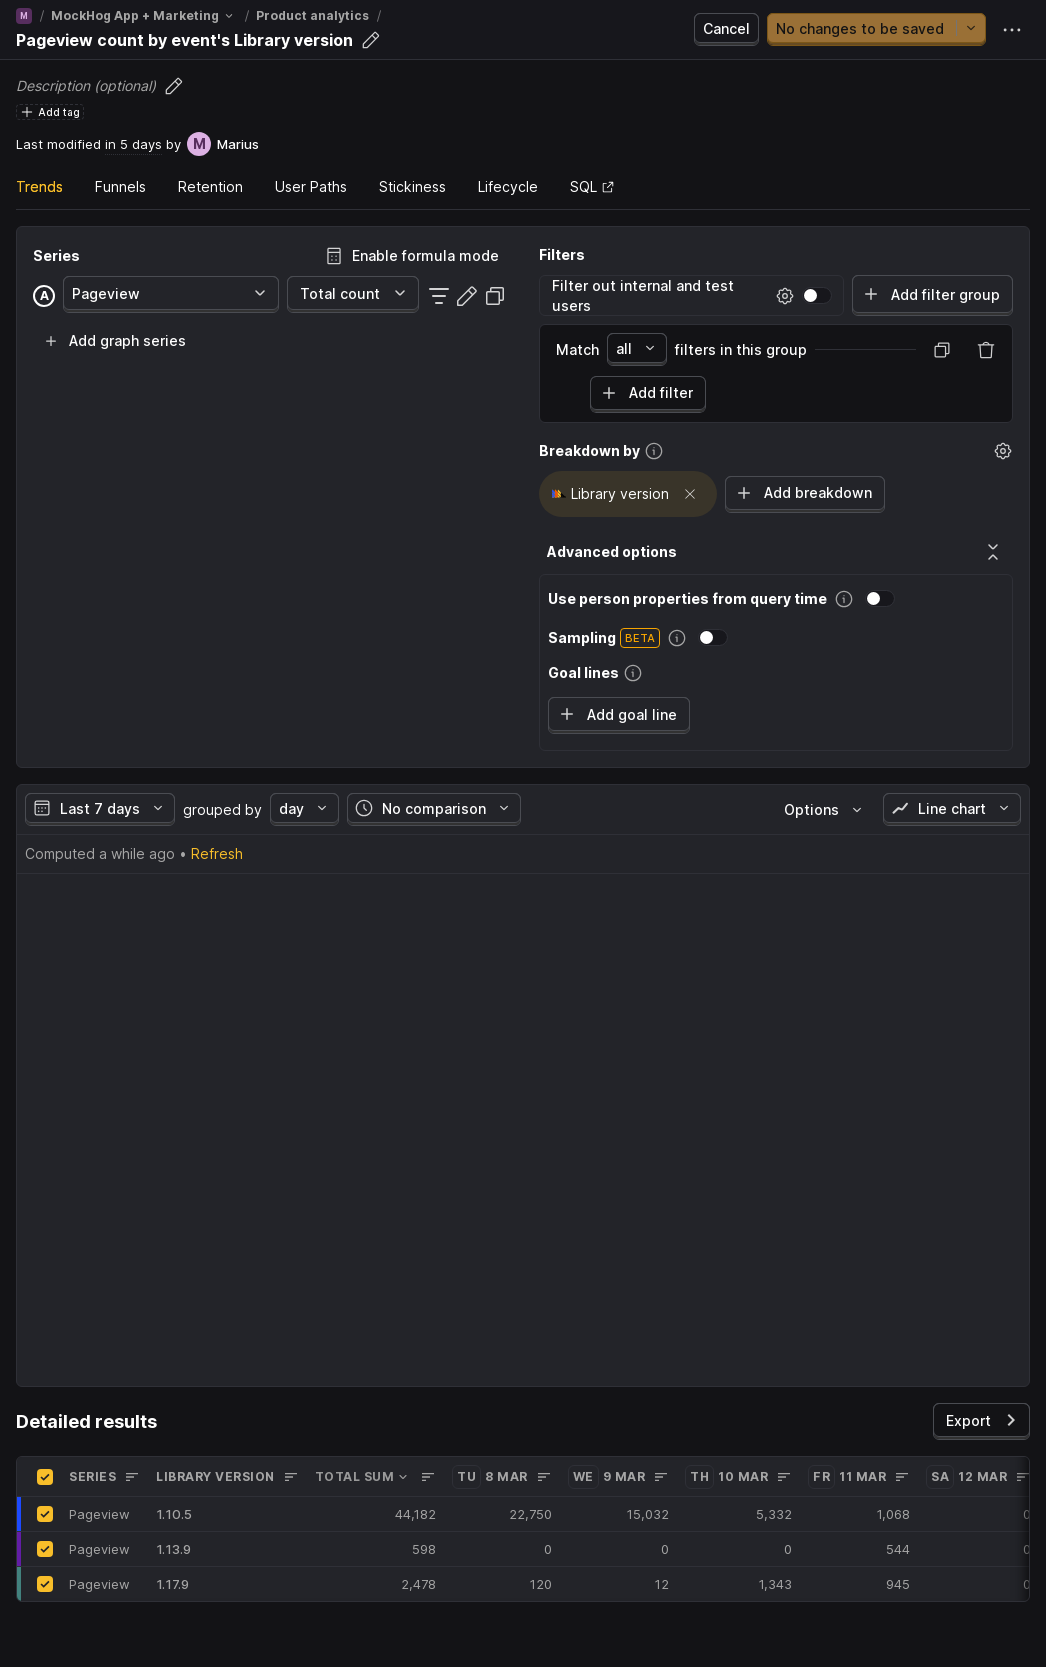 M / MockHog App + Marketing / Product analytics /
Pageview count by event's Library version
Cancel
No changes to be saved
Description (optional)
Add tag
Last modified in 5 days by M Marius
Trends
Funnels
Retention
User Paths
Stickiness
Lifecycle
SQL
Series
Enable formula mode
A
Pageview
Total count
Add graph series
Filters
Filter out internal and test
users
Add filter group
Match all filters in this group
Add filter
Breakdown by
Library version
Add breakdown
Advanced options
Use person properties from query time
Sampling BETA
Goal lines
Add goal line
Last 7 days grouped by day No comparison
Options
Line chart
Computed a while ago • Refresh
Detailed results
Export
SERIES LIBRARY VERSION TOTAL SUM TU 8 MAR WE 9 MAR TH 10 MAR FR 11 MAR SA 12 MAR
Pageview 1.10.5 44,182 22,750 15,032 5,332 1,068 0
Pageview 1.13.9 598 0 0 0 544 0
Pageview 1.17.9 2,478 120 12 1,343 945 0